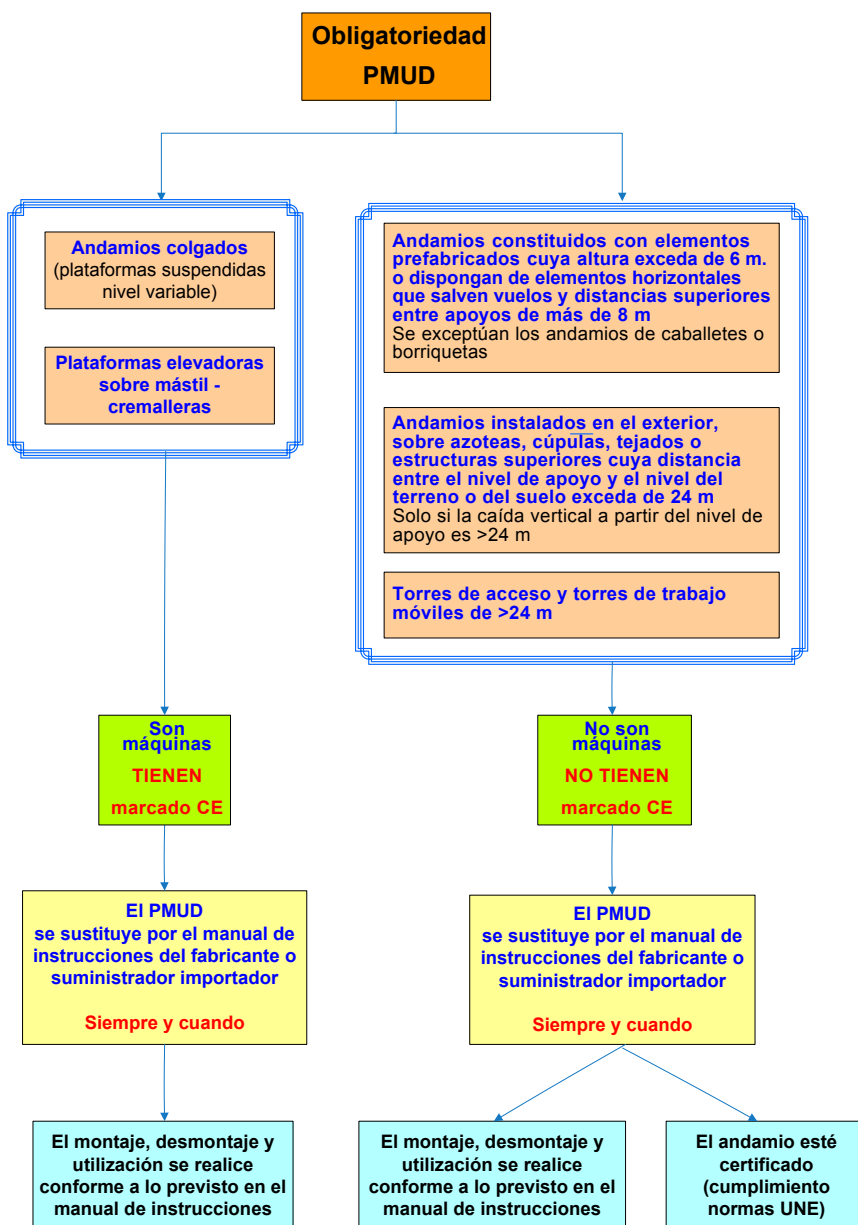 Obligatoriedad
PMUD
Andamios colgados
(plataformas suspendidas
nivel variable)
Plataformas elevadoras
sobre mástil -
cremalleras
Andamios constituidos con elementos
prefabricados cuya altura exceda de 6 m.
o dispongan de elementos horizontales
que salven vuelos y distancias superiores
entre apoyos de más de 8 m
Se exceptúan los andamios de caballetes o
borriquetas
Andamios instalados en el exterior,
sobre azoteas, cúpulas, tejados o
estructuras superiores cuya distancia
entre el nivel de apoyo y el nivel del
terreno o del suelo exceda de 24 m
Solo si la caída vertical a partir del nivel de
apoyo es >24 m
Torres de acceso y torres de trabajo
móviles de >24 m
Son
máquinas
TIENEN
marcado CE
No son
máquinas
NO TIENEN
marcado CE
El PMUD
se sustituye por el manual de
instrucciones del fabricante o
suministrador importador
Siempre y cuando
El PMUD
se sustituye por el manual de
instrucciones del fabricante o
suministrador importador
Siempre y cuando
El montaje, desmontaje y
utilización se realice
conforme a lo previsto en el
manual de instrucciones
El montaje, desmontaje y
utilización se realice
conforme a lo previsto en el
manual de instrucciones
El andamio esté
certificado
(cumplimiento
normas UNE)